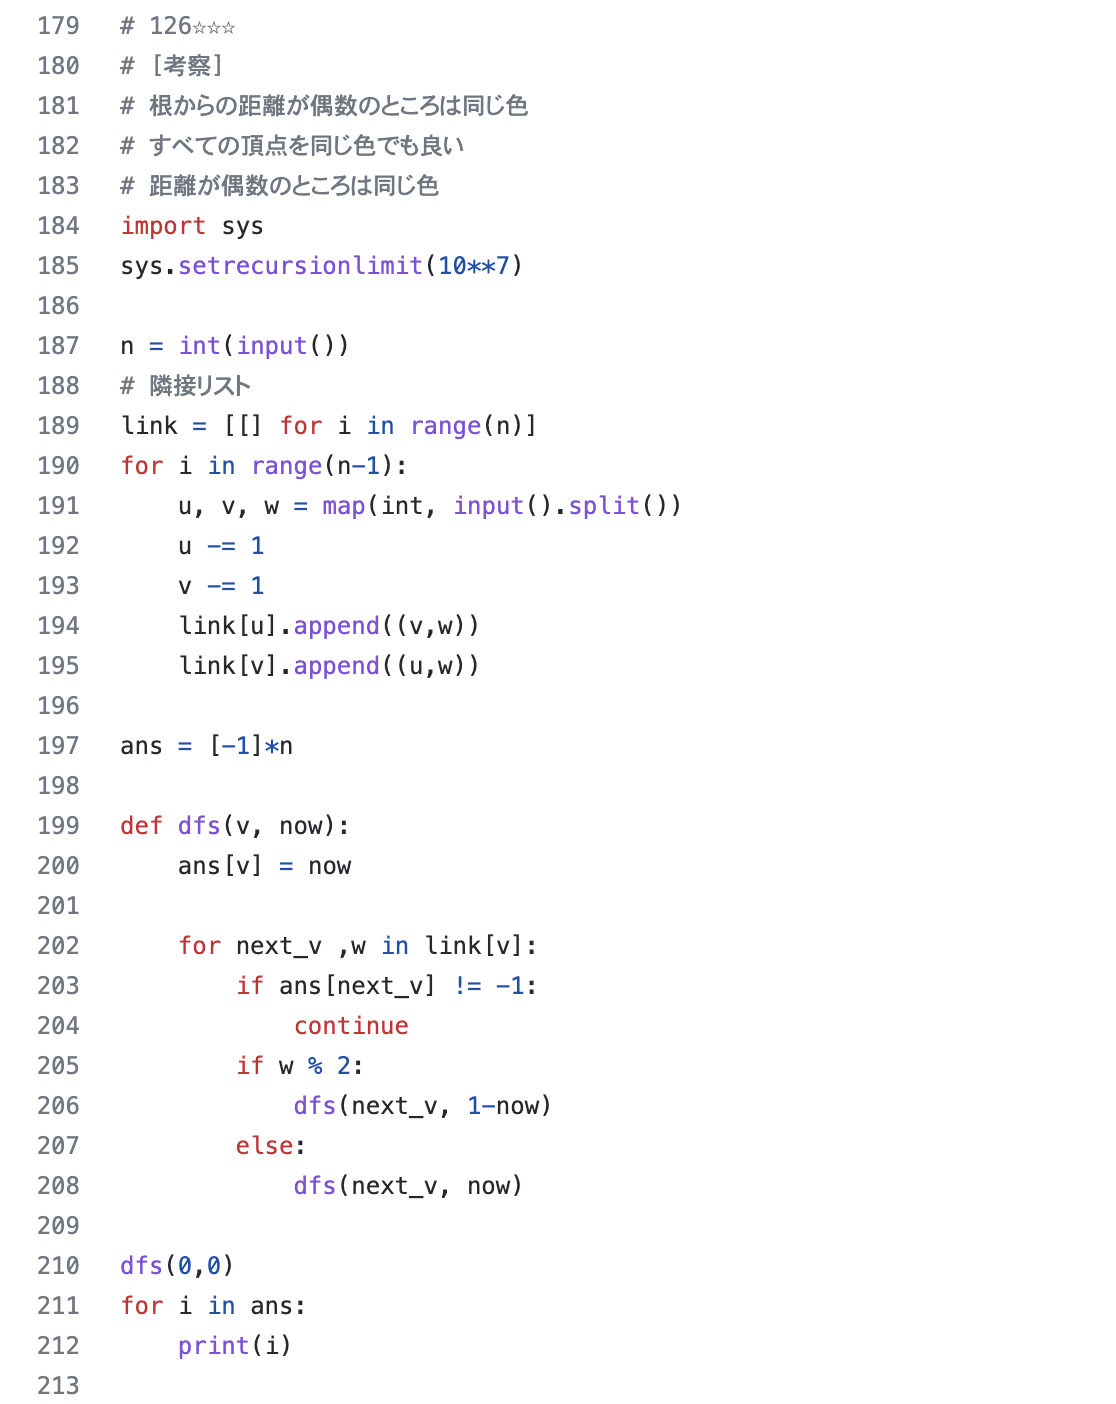 179 # 126☆☆☆
180 # [考察]
181 # 根からの距離が偶数のところは同じ色
182 # すべての頂点を同じ色でも良い
183 # 距離が偶数のところは同じ色
184 import sys
185 sys.setrecursionlimit(10**7)
186
187 n = int(input())
188 # 隣接リスト
189 link = [[] for i in range(n)]
190 for i in range(n-1):
191     u, v, w = map(int, input().split())
192     u -= 1
193     v -= 1
194     link[u].append((v,w))
195     link[v].append((u,w))
196
197 ans = [-1]*n
198
199 def dfs(v, now):
200     ans[v] = now
201
202     for next_v ,w in link[v]:
203         if ans[next_v] != -1:
204             continue
205         if w % 2:
206             dfs(next_v, 1-now)
207         else:
208             dfs(next_v, now)
209
210 dfs(0,0)
211 for i in ans:
212     print(i)
213